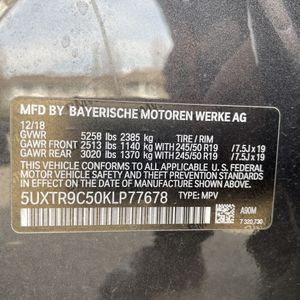 MFD BY BAYERISCHE MOTOREN WERKE AG
12/18
GVWR 5258 lbs 2385 kg TIRE / RIM
GAWR FRONT 2513 lbs 1140 kg WITH 245/50 R19 /7.5J x 19
GAWR REAR 3020 lbs 1370 kg WITH 245/50 R19 /7.5J x 19
THIS VEHICLE CONFORMS TO ALL APPLICABLE U.S. FEDERAL
MOTOR VEHICLE SAFETY STANDARDS IN EFFECT ON THE
DATE OF MANUFACTURE SHOWN ABOVE.
5UXTR9C50KLP77678 TYPE: MPV
A90M
7 320 730